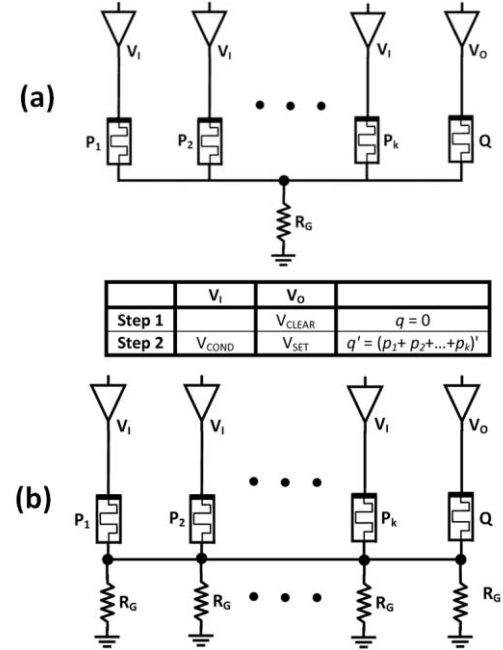 V_I V_I V_I V_O
(a)
P_1 P_2 P_k Q
R_G
V_I V_O
Step 1 V_CLEAR q = 0
Step 2 V_COND V_SET q' = (p_1+ p_2+...+p_k)'
V_I V_I V_I V_O
(b)
P_1 P_2 P_k Q
R_G R_G R_G R_G